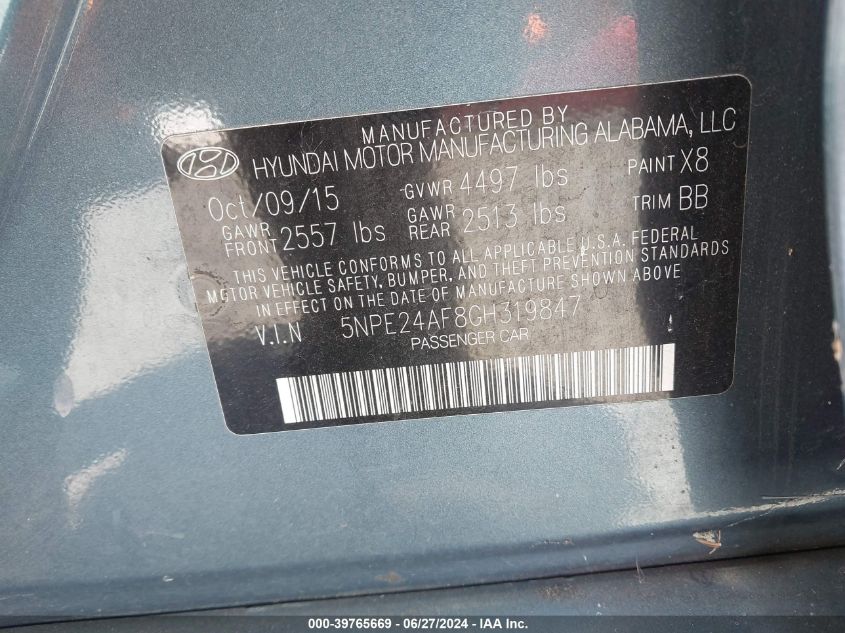 MANUFACTURED BY
HYUNDAI MOTOR MANUFACTURING ALABAMA, LLC
Oct/09/15 GVWR 4497 lbs PAINT X8
GAWR FRONT 2557 lbs GAWR REAR 2513 lbs TRIM BB
THIS VEHICLE CONFORMS TO ALL APPLICABLE U.S.A. FEDERAL
MOTOR VEHICLE SAFETY, BUMPER, AND THEFT PREVENTION STANDARDS
IN EFFECT ON THE DATE OF MANUFACTURE SHOWN ABOVE
V.I.N 5NPE24AF8GH319847
PASSENGER CAR
000-39765669 - 06/27/2024 - IAA Inc.